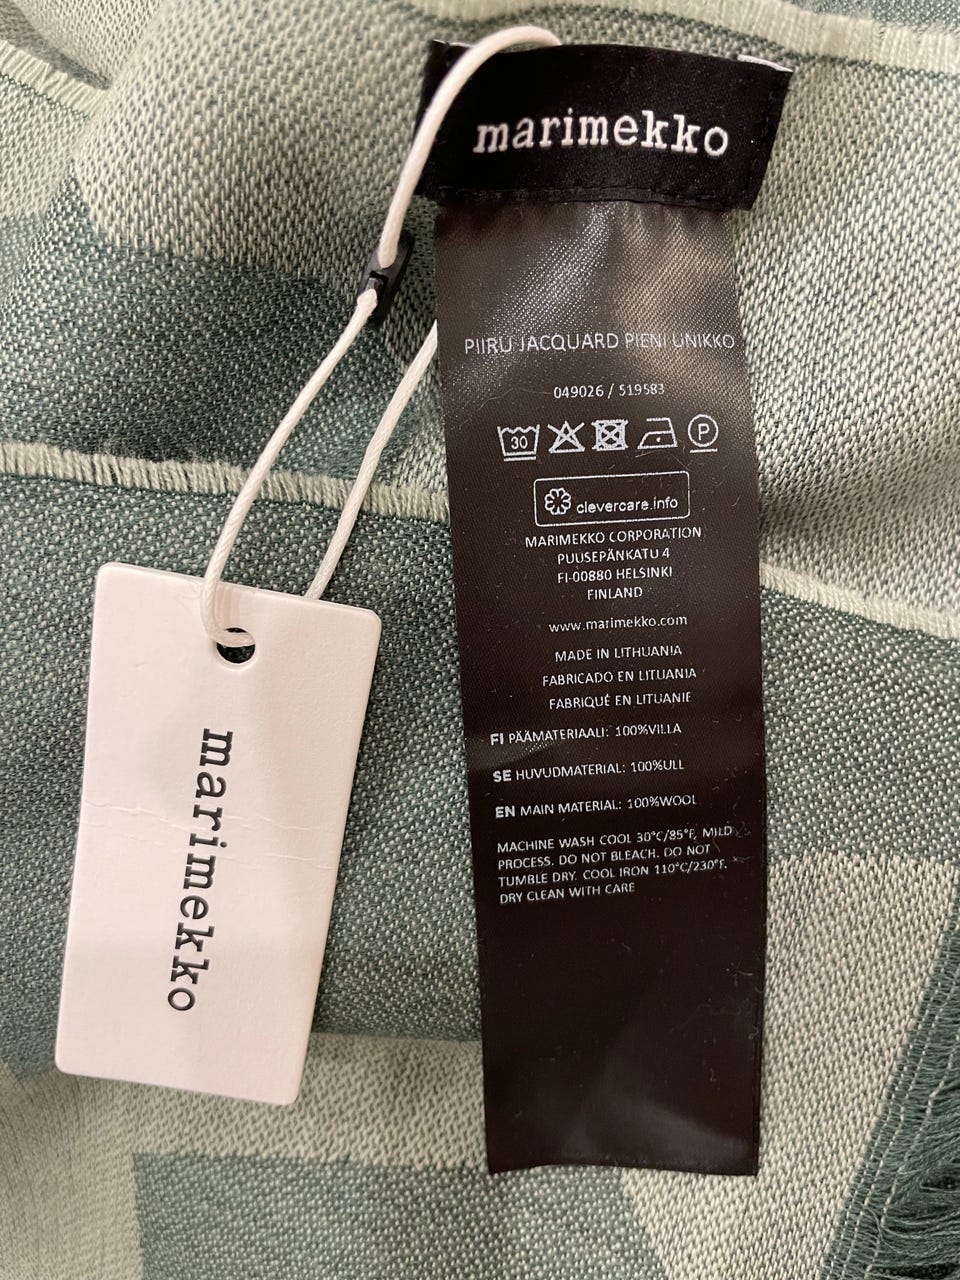 marimekko
PIIRU JACQUARD PIENI UNIKKO
049026 / 519583
30
P
clevercare.info
MARIMEKKO CORPORATION
PUUSEPÄNKATU 4
FI-00880 HELSINKI
FINLAND
www.marimekko.com
MADE IN LITHUANIA
FABRICADO EN LITUANIA
FABRIQUÉ EN LITUANIE
FI PÄÄMATERIAALI: 100%VILLA
SE HUVUDMATERIAL: 100%ULL
EN MAIN MATERIAL: 100%WOOL
MACHINE WASH COOL 30°C/85°F, MILD
PROCESS. DO NOT BLEACH. DO NOT
TUMBLE DRY. COOL IRON 110°C/230°F.
DRY CLEAN WITH CARE
marimekko